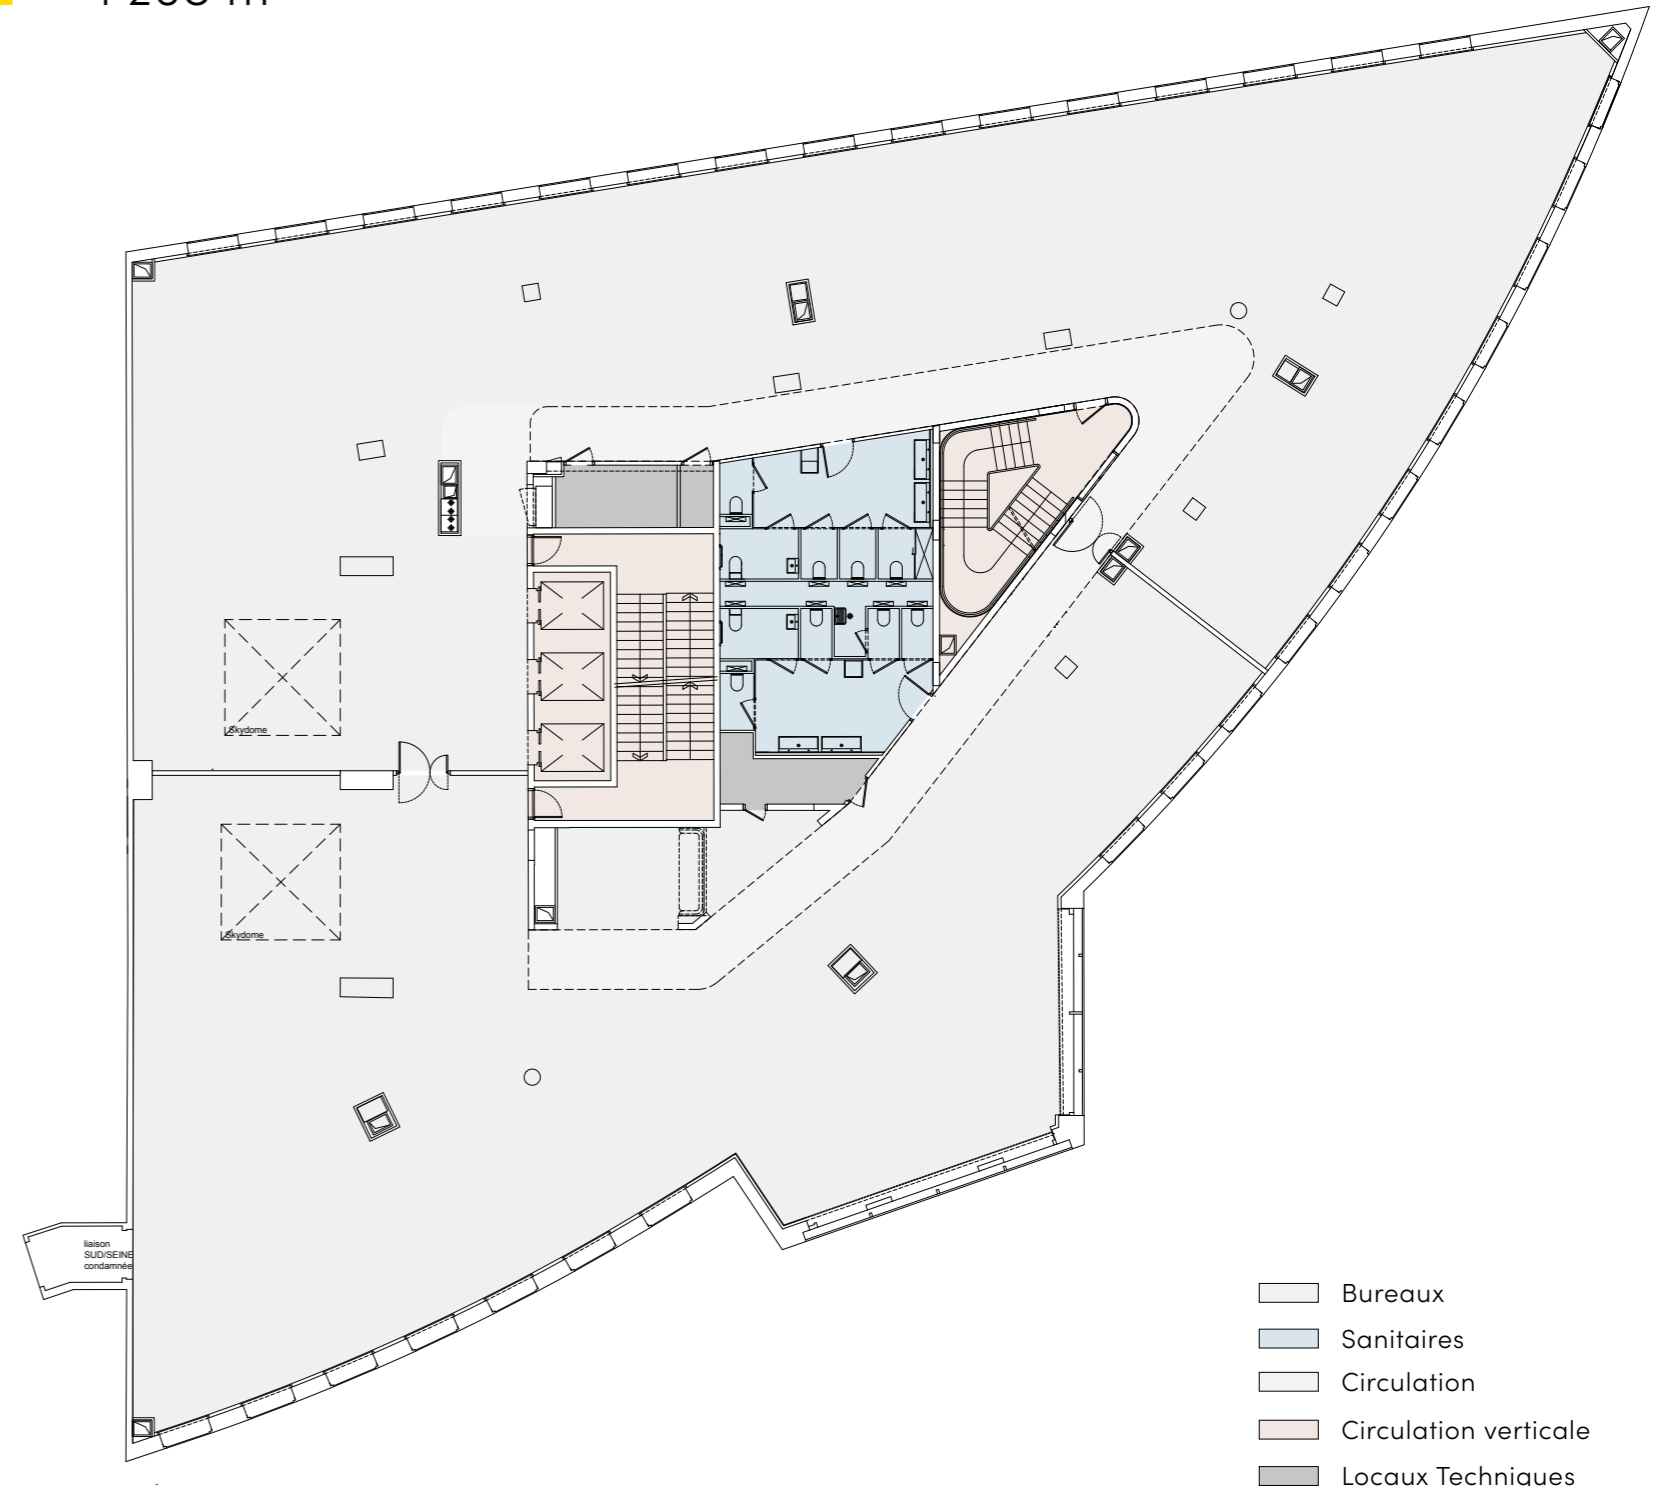 Skydome
Skydome
liaison
SUD/SEINE
condamnée
Bureaux
Sanitaires
Circulation
Circulation verticale
Locaux Techniques